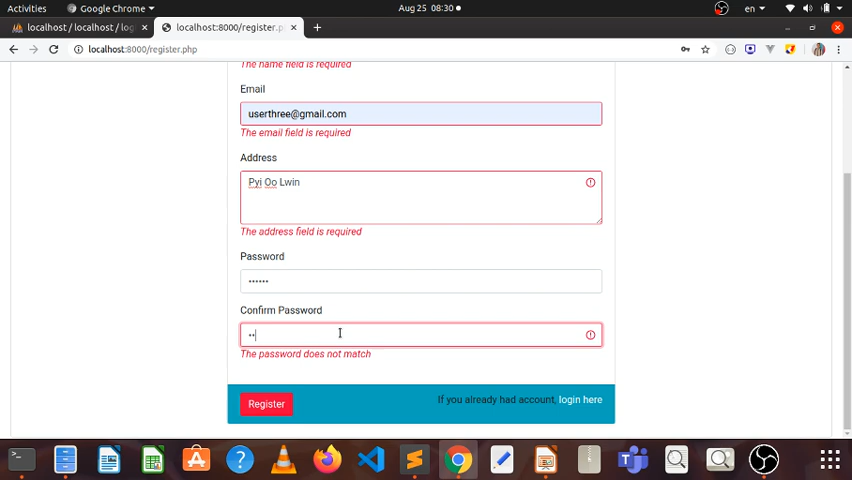 Activities
Google Chrome
Aug 25 08:30
en
localhost / localhost / log
localhost:8000/register.php
localhost:8000/register.php
The name field is required
Email
userthree@gmail.com
The email field is required
Address
Pyi Oo Lwin
The address field is required
Password
••••••
Confirm Password
••
The password does not match
Register
If you already had account, login here